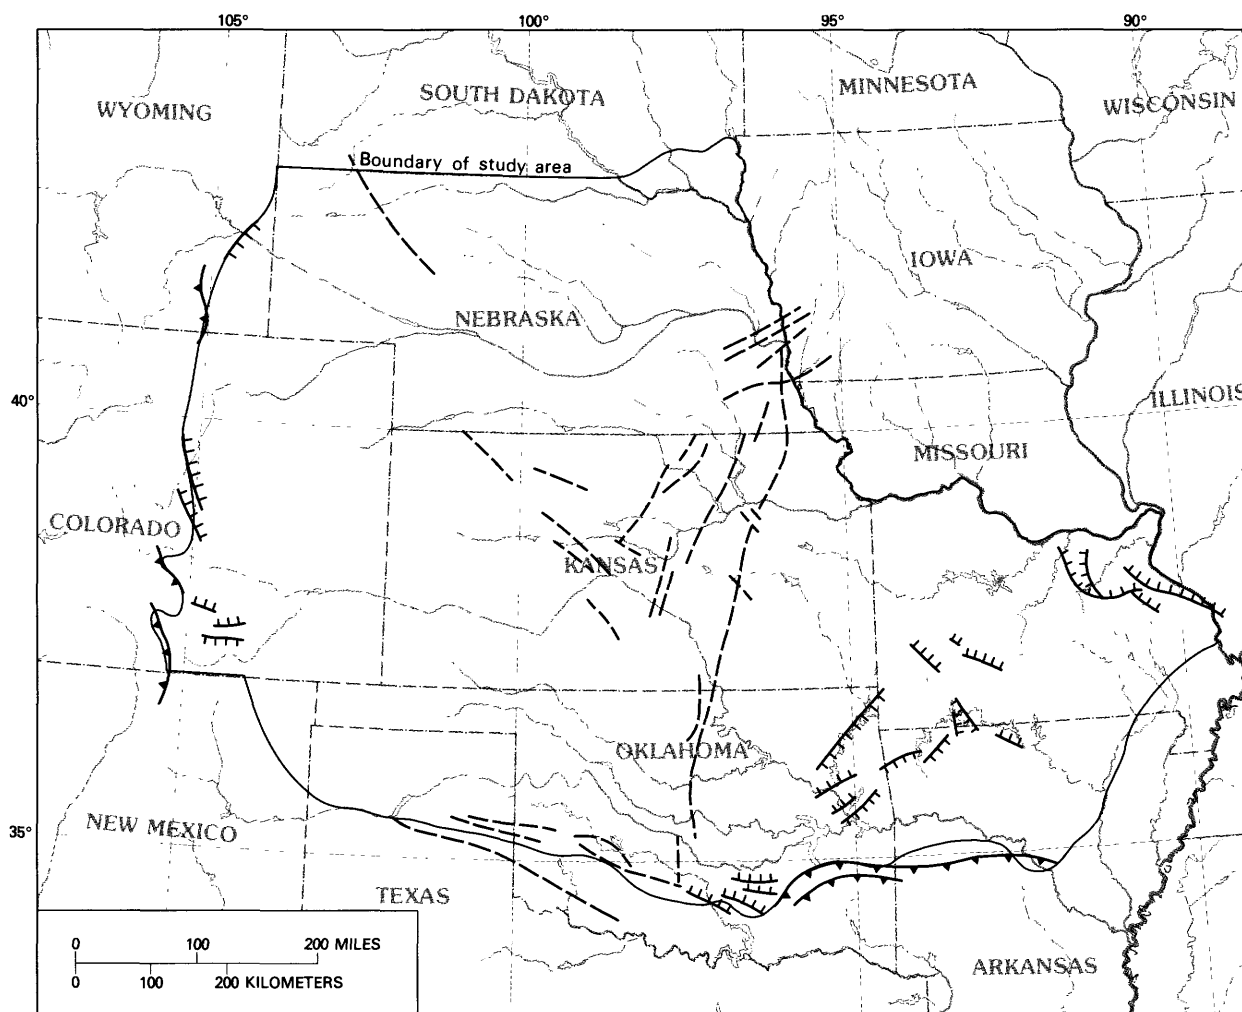 105° 100° 95° 90°
SOUTH DAKOTA
MINNESOTA
WYOMING
WISCONSIN
Boundary of study area
IOWA
NEBRASKA
40°
ILLINOIS
MISSOURI
COLORADO
KANSAS
OKLAHOMA
35°
NEW MEXICO
TEXAS
0 100 200 MILES
0 100 200 KILOMETERS
ARKANSAS